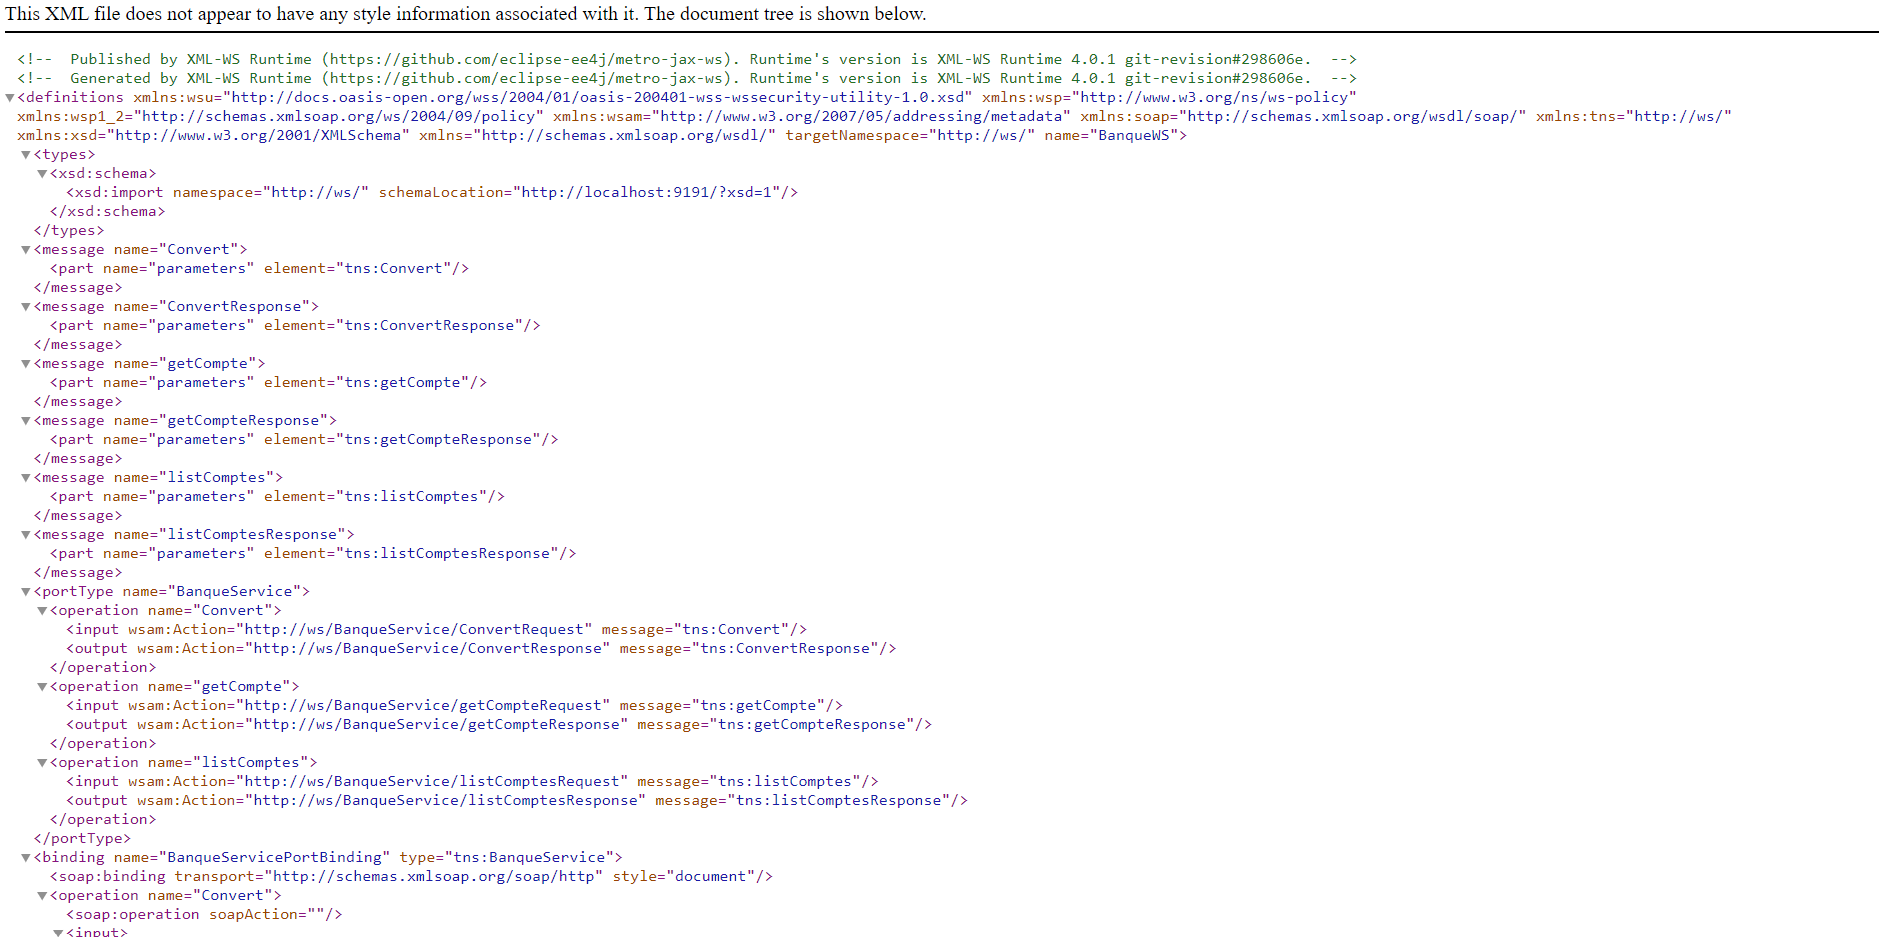 This XML file does not appear to have any style information associated with it. The document tree is shown below.
<!-- Published by XML-WS Runtime (https://github.com/eclipse-ee4j/metro-jax-ws). Runtime's version is XML-WS Runtime 4.0.1 git-revision#298606e. -->
<!-- Generated by XML-WS Runtime (https://github.com/eclipse-ee4j/metro-jax-ws). Runtime's version is XML-WS Runtime 4.0.1 git-revision#298606e. -->
▼<definitions xmlns:wsu="http://docs.oasis-open.org/wss/2004/01/oasis-200401-wss-wssecurity-utility-1.0.xsd" xmlns:wsp="http://www.w3.org/ns/ws-policy"
xmlns:wsp1_2="http://schemas.xmlsoap.org/ws/2004/09/policy" xmlns:wsam="http://www.w3.org/2007/05/addressing/metadata" xmlns:soap="http://schemas.xmlsoap.org/wsdl/soap/" xmlns:tns="http://ws/"
xmlns:xsd="http://www.w3.org/2001/XMLSchema" xmlns="http://schemas.xmlsoap.org/wsdl/" targetNamespace="http://ws/" name="BanqueWS">
▼<types>
▼<xsd:schema>
<xsd:import namespace="http://ws/" schemaLocation="http://localhost:9191/?xsd=1"/>
</xsd:schema>
</types>
▼<message name="Convert">
<part name="parameters" element="tns:Convert"/>
</message>
▼<message name="ConvertResponse">
<part name="parameters" element="tns:ConvertResponse"/>
</message>
▼<message name="getCompte">
<part name="parameters" element="tns:getCompte"/>
</message>
▼<message name="getCompteResponse">
<part name="parameters" element="tns:getCompteResponse"/>
</message>
▼<message name="listComptes">
<part name="parameters" element="tns:listComptes"/>
</message>
▼<message name="listComptesResponse">
<part name="parameters" element="tns:listComptesResponse"/>
</message>
▼<portType name="BanqueService">
▼<operation name="Convert">
<input wsam:Action="http://ws/BanqueService/ConvertRequest" message="tns:Convert"/>
<output wsam:Action="http://ws/BanqueService/ConvertResponse" message="tns:ConvertResponse"/>
</operation>
▼<operation name="getCompte">
<input wsam:Action="http://ws/BanqueService/getCompteRequest" message="tns:getCompte"/>
<output wsam:Action="http://ws/BanqueService/getCompteResponse" message="tns:getCompteResponse"/>
</operation>
▼<operation name="listComptes">
<input wsam:Action="http://ws/BanqueService/listComptesRequest" message="tns:listComptes"/>
<output wsam:Action="http://ws/BanqueService/listComptesResponse" message="tns:listComptesResponse"/>
</operation>
</portType>
▼<binding name="BanqueServicePortBinding" type="tns:BanqueService">
<soap:binding transport="http://schemas.xmlsoap.org/soap/http" style="document"/>
▼<operation name="Convert">
<soap:operation soapAction=""/>
▼<input>